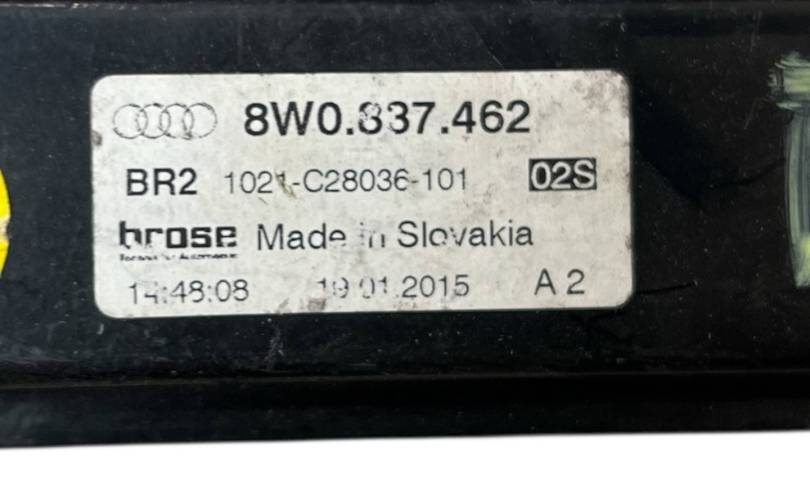 8W0.837.462
BR2 1021-C28036-101 02S
brose Made in Slovakia
14:48:08 19.01.2015 A 2